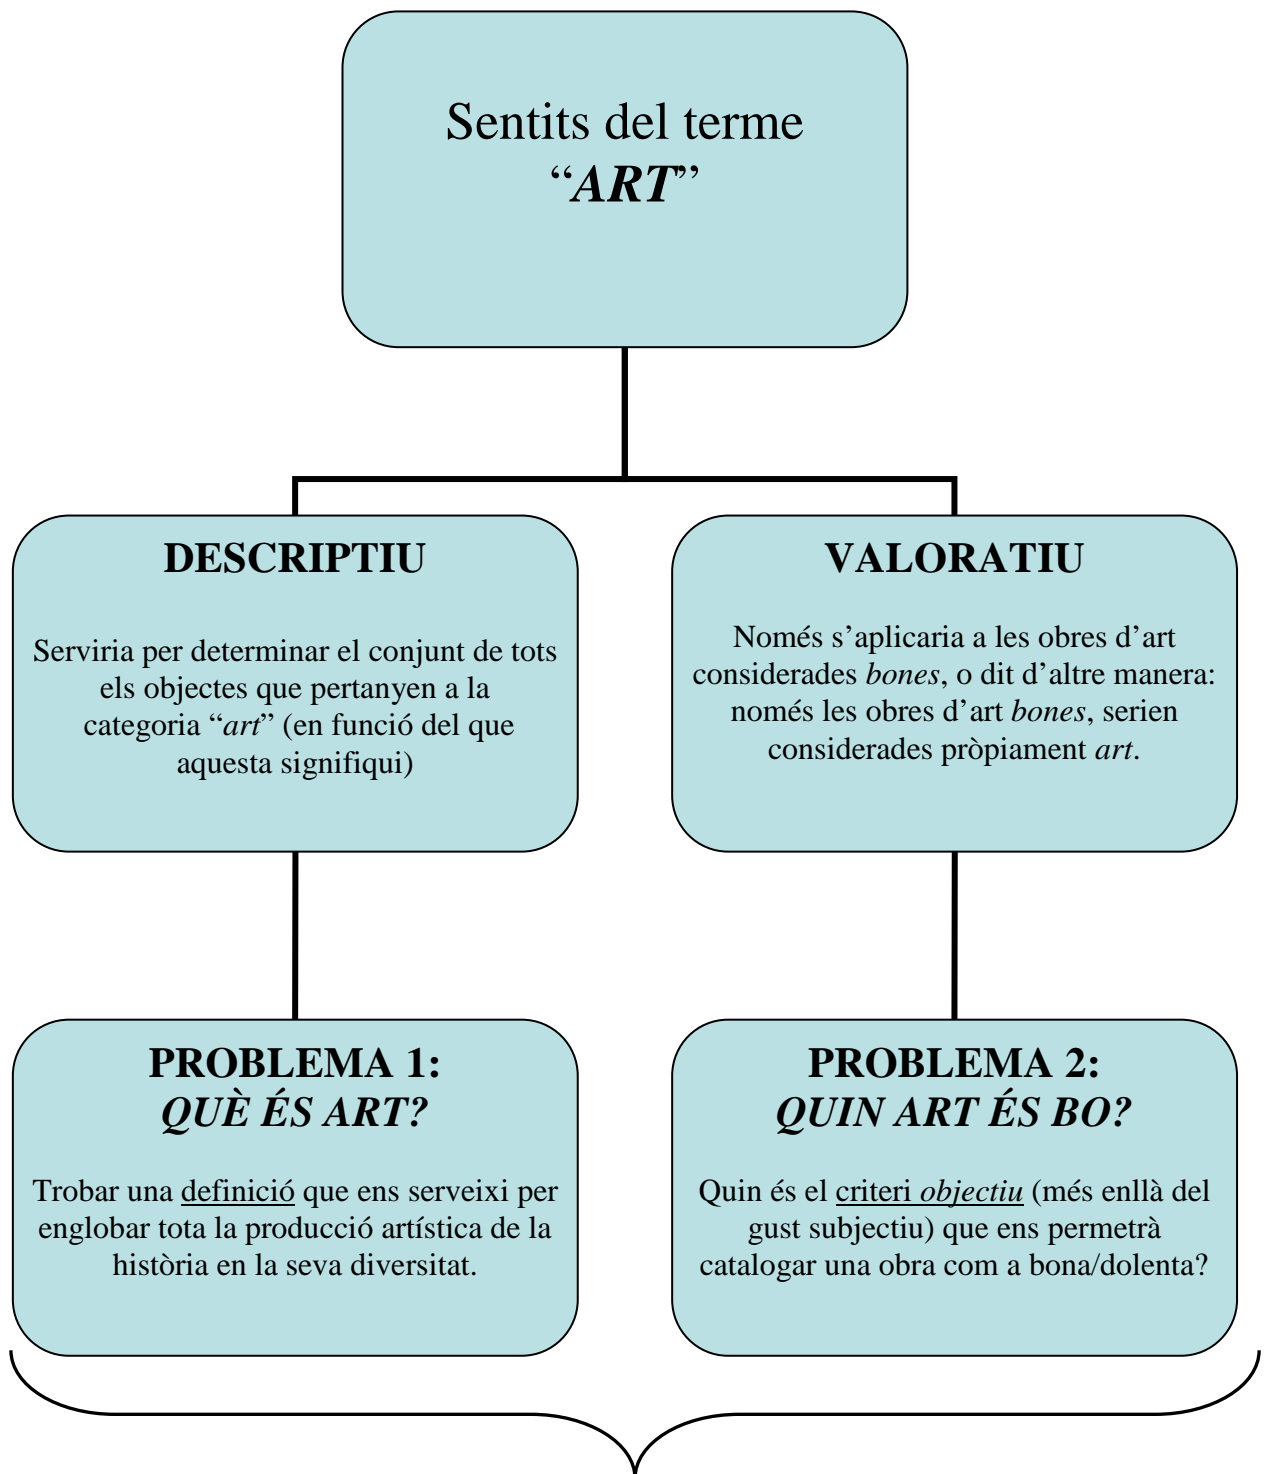 Sentits del terme
“ART”
DESCRIPTIU
Serviria per determinar el conjunt de tots
els objectes que pertanyen a la
categoria “art” (en funció del que
aquesta signifiqui)
VALORATIU
Només s’aplicaria a les obres d’art
considerades bones, o dit d’altre manera:
només les obres d’art bones, serien
considerades pròpiament art.
PROBLEMA 1:
QUÈ ÉS ART?
Trobar una definició que ens serveixi per
englobar tota la producció artística de la
història en la seva diversitat.
PROBLEMA 2:
QUIN ART ÉS BO?
Quin és el criteri objectiu (més enllà del
gust subjectiu) que ens permetrà
catalogar una obra com a bona/dolenta?